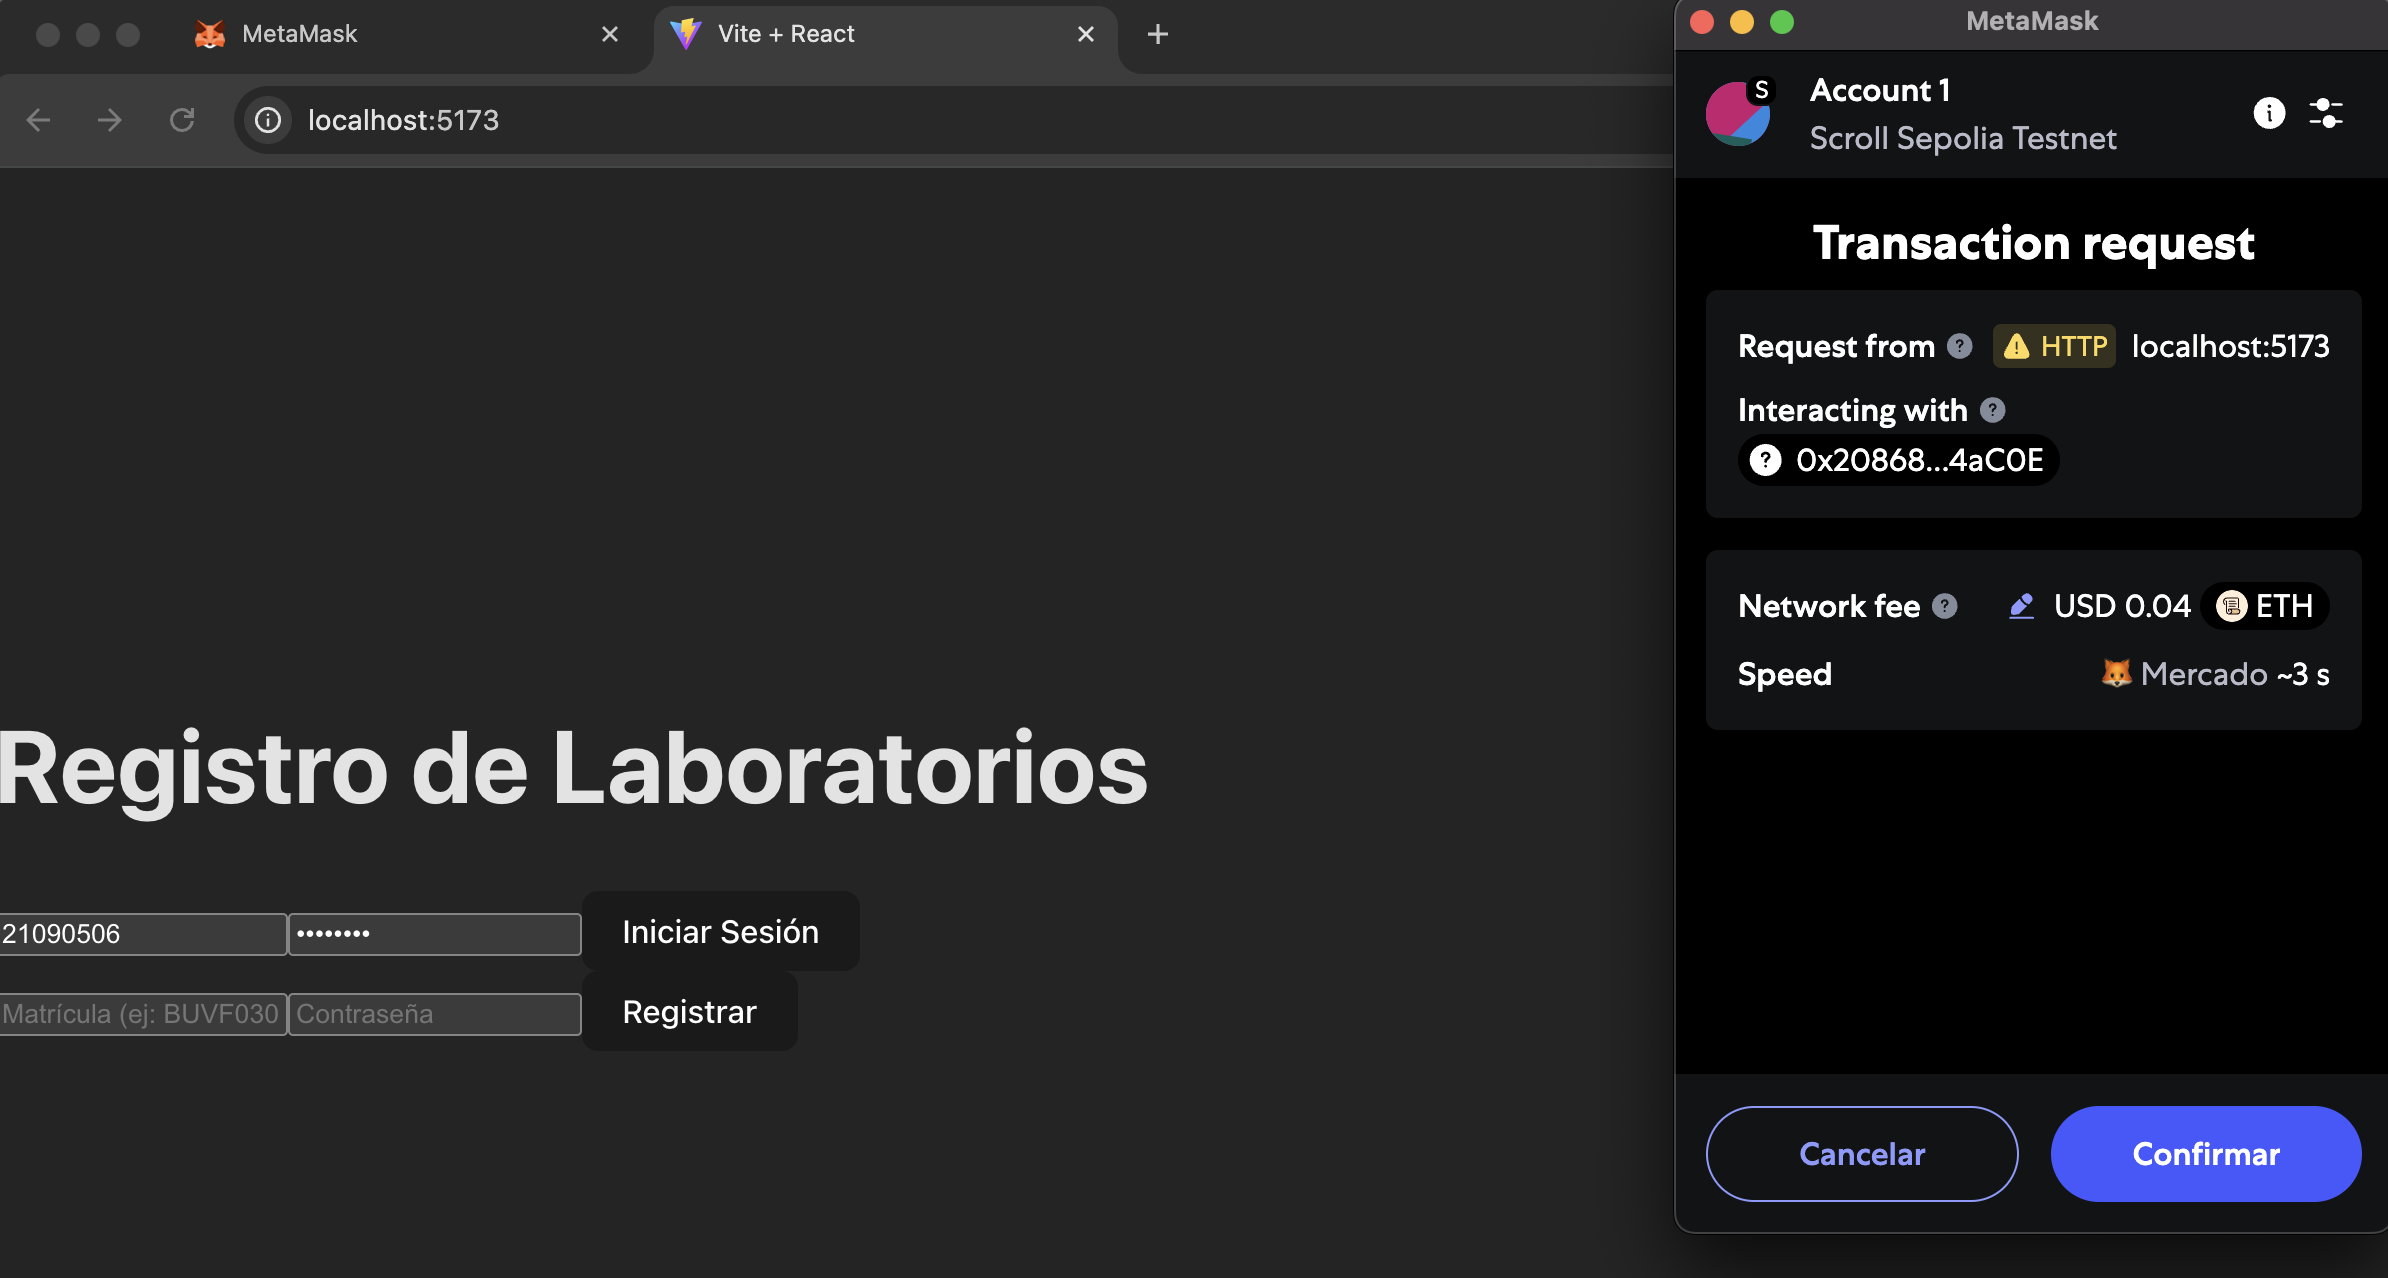 MetaMask
Vite + React
localhost:5173
Registro de Laboratorios
21090506
••••••••
Iniciar Sesión
Matrícula (ej: BUVF030
Contraseña
Registrar
MetaMask
S
Account 1
Scroll Sepolia Testnet
Transaction request
Request from HTTP localhost:5173
Interacting with
0x20868...4aC0E
Network fee USD 0.04 ETH
Speed Mercado ~3 s
Cancelar
Confirmar